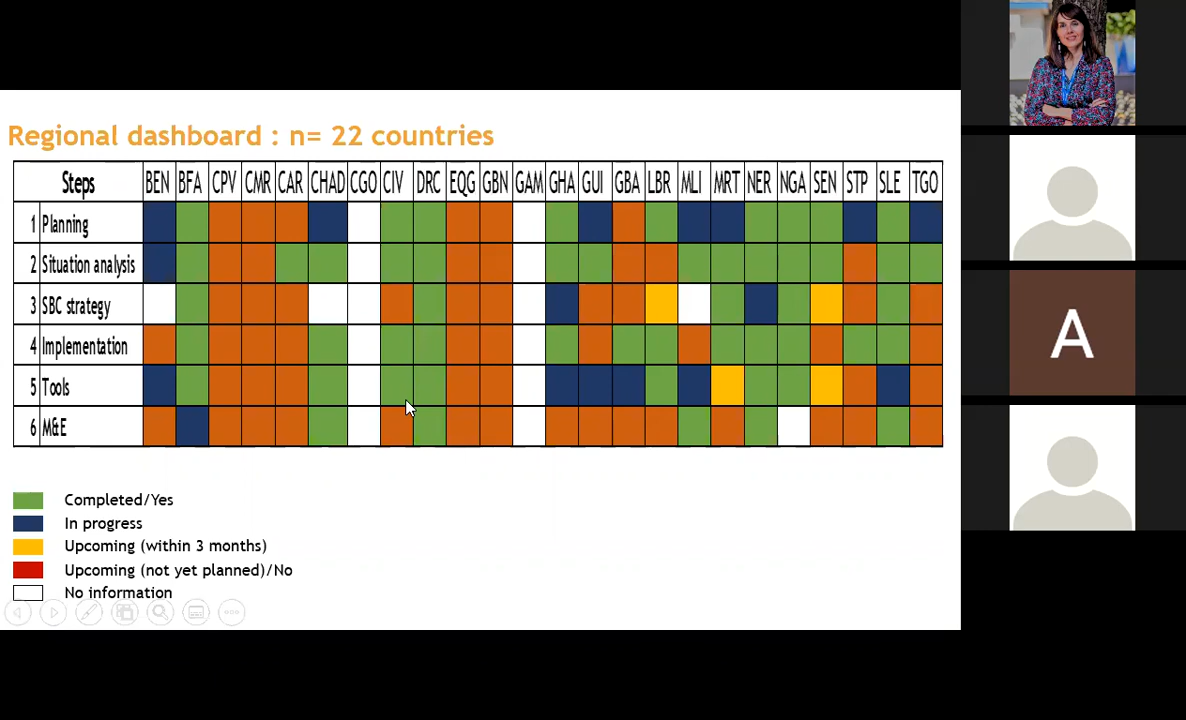 Regional dashboard : n= 22 countries
Steps BEN BFA CPV CMR CAR CHAD CGO CIV DRC EQG GBN GAM GHA GUI GBA LBR MLI MRT NER NGA SEN STP SLE TGO
1 Planning
2 Situation analysis
3 SBC strategy
4 Implementation
5 Tools
6 M&E
Completed/Yes
In progress
Upcoming (within 3 months)
Upcoming (not yet planned)/No
No information
A